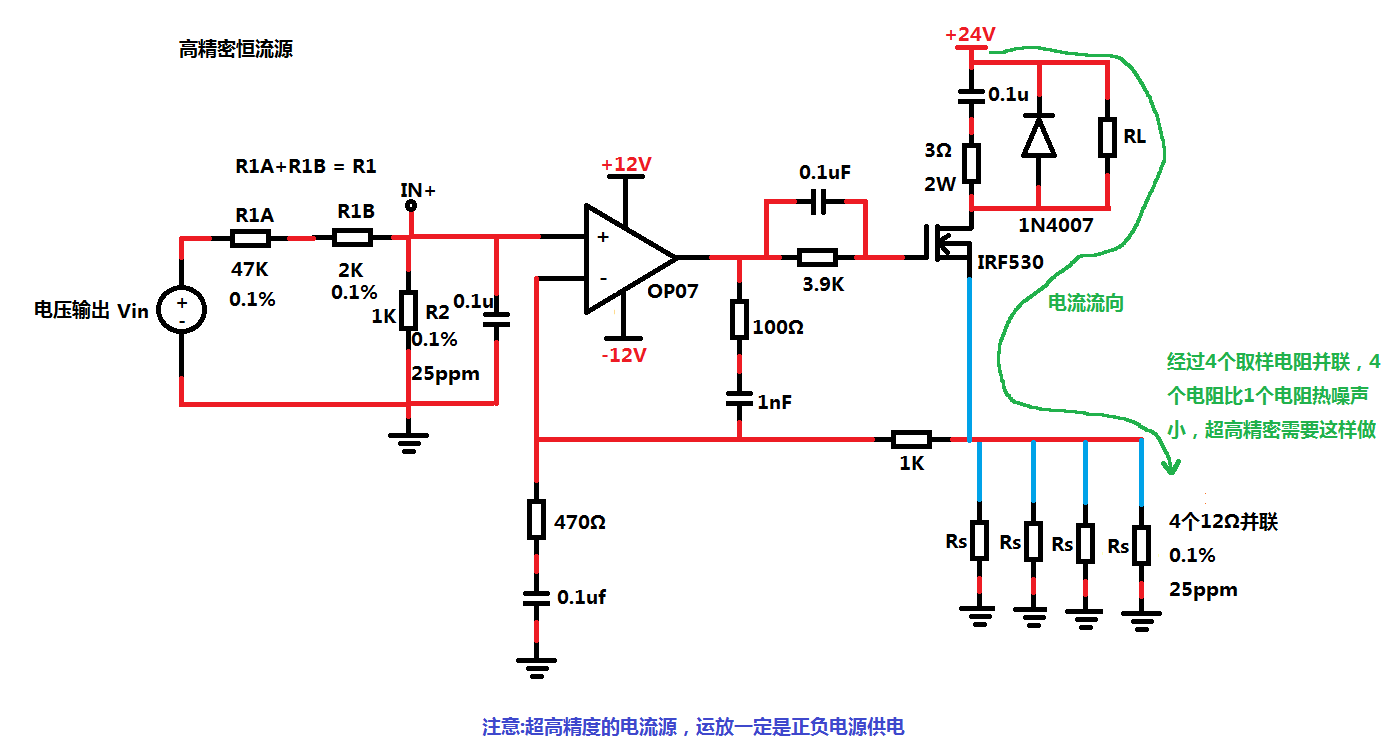 高精密恒流源
+24V
0.1u
R1A+R1B = R1
IN+
+12V
0.1uF
3Ω
2W
RL
R1A
R1B
1N4007
47K
0.1%
2K
0.1%
+
-
OP07
3.9K
IRF530
电压输出 Vin
+
-
1K
R2
0.1u
0.1%
25ppm
-12V
100Ω
电流流向
1nF
经过4个取样电阻并联，4
个电阻比1个电阻热噪声
小，超高精密需要这样做
1K
470Ω
0.1uf
Rs
Rs
Rs
Rs
4个12Ω并联
0.1%
25ppm
注意:超高精度的电流源，运放一定是正负电源供电